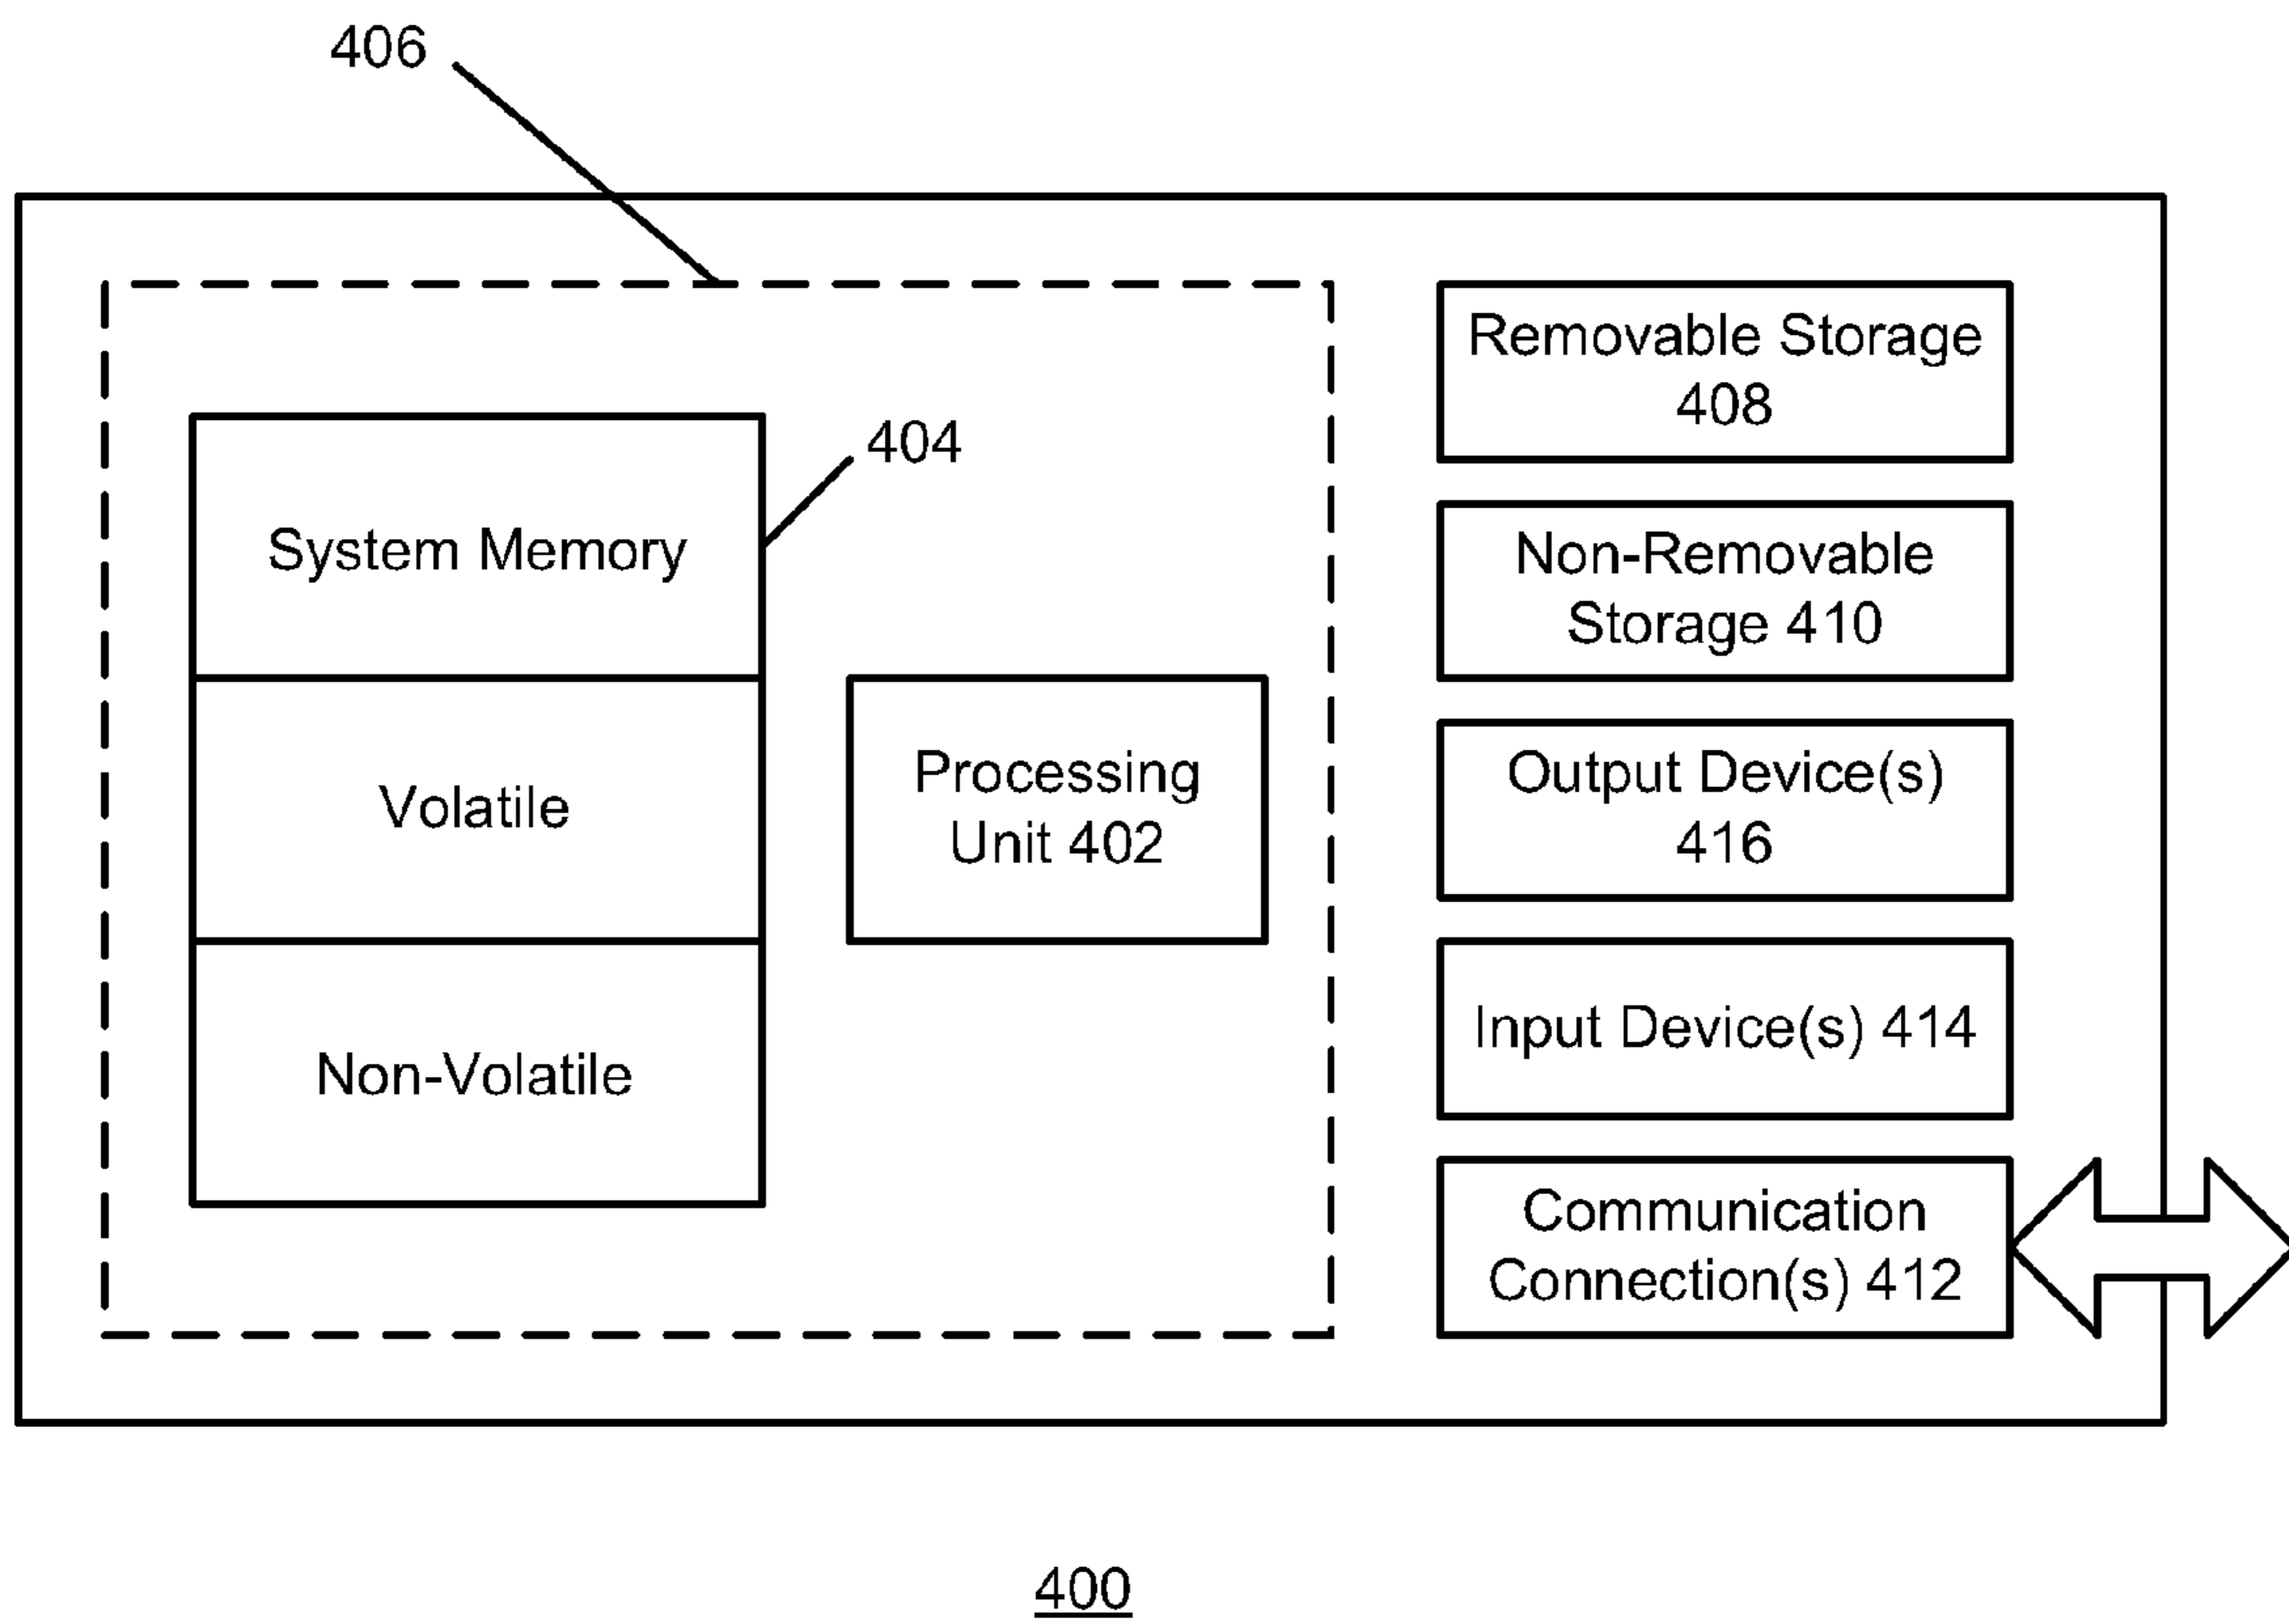 406
404
System Memory
Volatile
Non-Volatile
Processing
Unit 402
Removable Storage
408
Non-Removable
Storage 410
Output Device(s)
416
Input Device(s) 414
Communication
Connection(s) 412
400